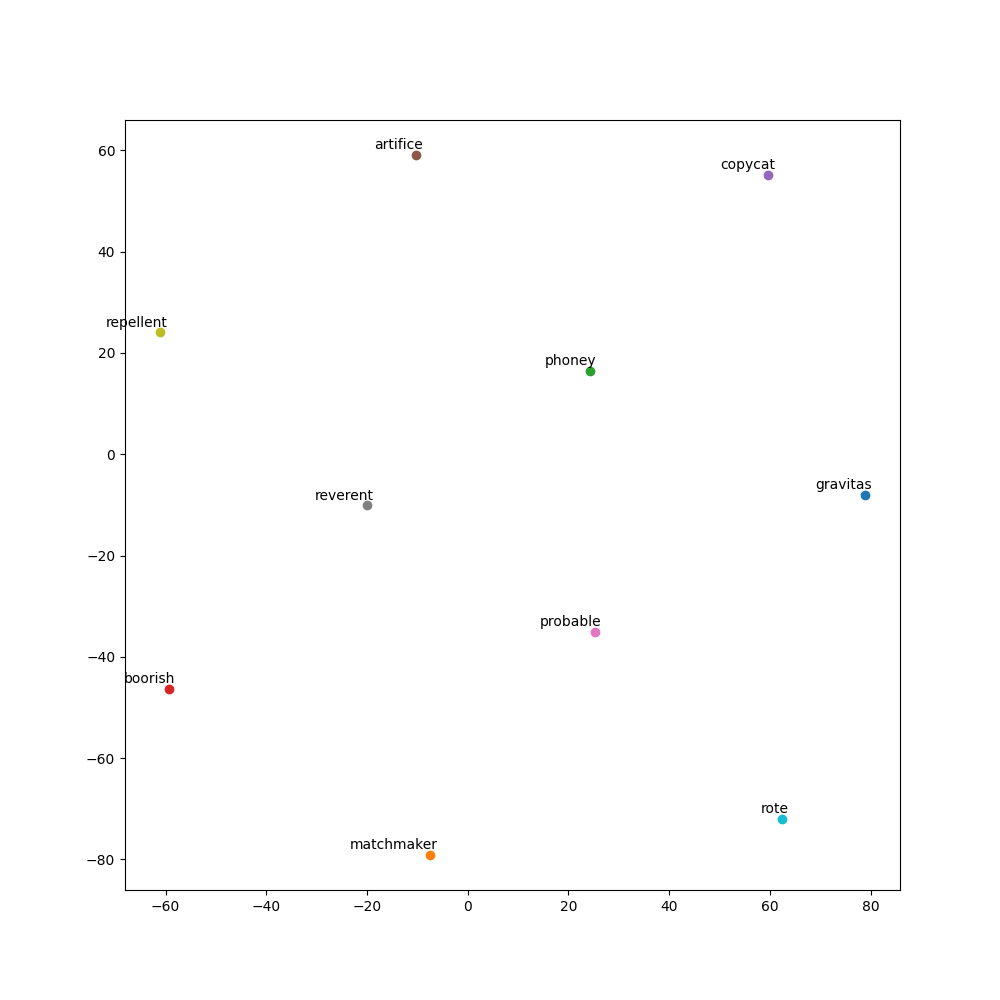 artifice
copycat
repellent
phoney
gravitas
reverent
probable
boorish
rote
matchmaker
60
40
20
0
−20
−40
−60
−80
−60 −40 −20 0 20 40 60 80